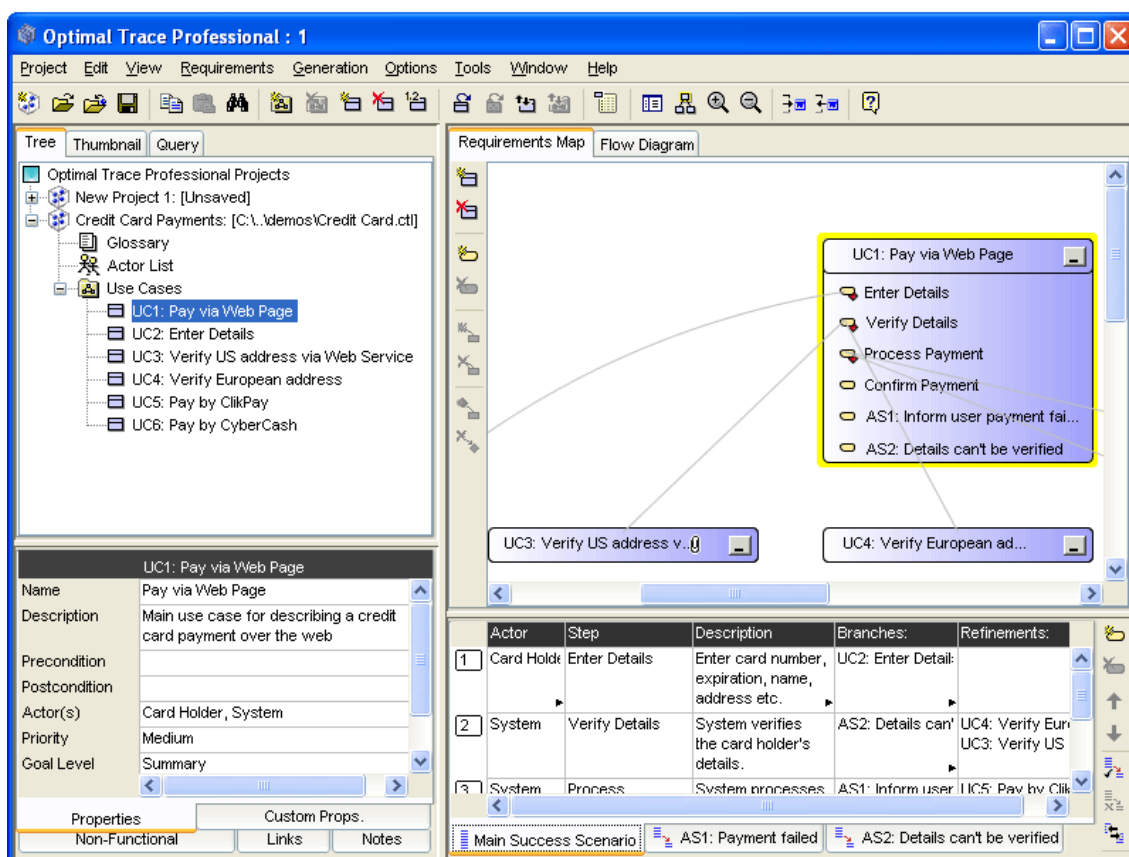 Optimal Trace Professional : 1
Project Edit View Requirements Generation Options Tools Window Help
Tree Thumbnail Query
Optimal Trace Professional Projects
New Project 1: [Unsaved]
Credit Card Payments: [C:\..\demos\Credit Card.ctl]
Glossary
Actor List
Use Cases
UC1: Pay via Web Page
UC2: Enter Details
UC3: Verify US address via Web Service
UC4: Verify European address
UC5: Pay by ClikPay
UC6: Pay by CyberCash
Requirements Map Flow Diagram
UC1: Pay via Web Page
Enter Details
Verify Details
Process Payment
Confirm Payment
AS1: Inform user payment fai...
AS2: Details can't be verified
UC3: Verify US address v..
UC4: Verify European ad...
UC1: Pay via Web Page
Name Pay via Web Page
Description Main use case for describing a credit
card payment over the web
Precondition
Postcondition
Actor(s) Card Holder, System
Priority Medium
Goal Level Summary
Properties Custom Props.
Non-Functional Links Notes
Actor Step Description Branches: Refinements:
1 Card Holde Enter Details Enter card number, UC2: Enter Detail
expiration, name,
address etc.
2 System Verify Details System verifies AS2: Details can' UC4: Verify Eur
the card holder's UC3: Verify US
details.
3 System Process System processes AS1: Inform user UC5: Pay by Clik
Main Success Scenario AS1: Payment failed AS2: Details can't be verified